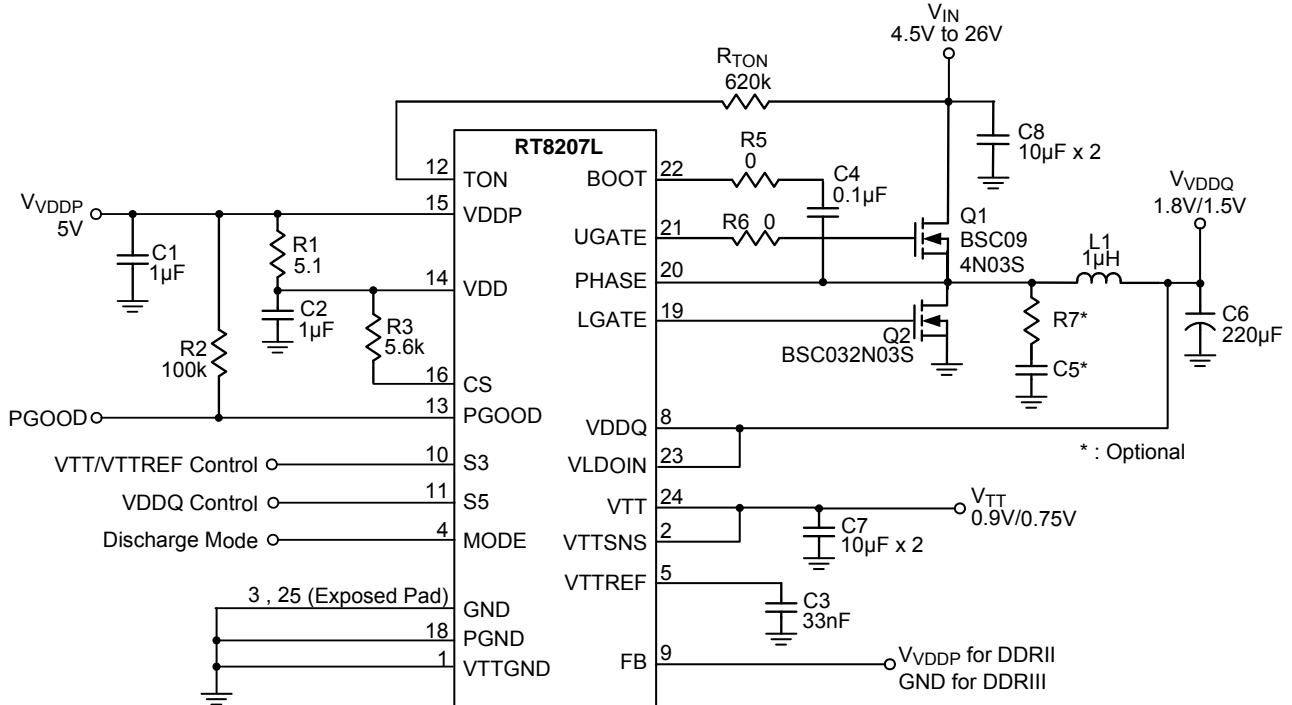 VIN
4.5V to 26V
RTON
620k
C8
10µF x 2
RT8207L
R5
0
C4
0.1µF
12
TON
BOOT
22
VVDDP
5V
15
VDDP
VVDDQ
1.8V/1.5V
C1
1µF
R1
5.1
UGATE
21
R6 0
Q1
BSC09
4N03S
L1
1µH
14
VDD
PHASE
20
C2
1µF
R3
5.6k
LGATE
19
Q2
BSC032N03S
R7*
C6
220µF
R2
100k
C5*
16
CS
PGOOD
13
PGOOD
VDDQ
8
* : Optional
VTT/VTTREF Control
10
S3
VLDOIN
23
VDDQ Control
11
S5
VTT
24
VTT
0.9V/0.75V
Discharge Mode
4
MODE
VTTSNS
2
C7
10µF x 2
VTTREF
5
C3
33nF
3 , 25 (Exposed Pad)
GND
18
PGND
1
VTTGND
FB
9
VVDDP for DDRII
GND for DDRIII